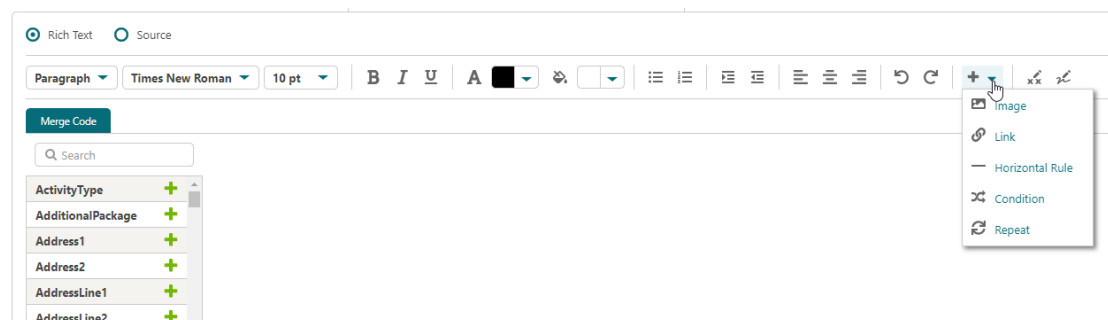 Rich Text Source
Paragraph Times New Roman 10 pt B I U A
Merge Code
Search
ActivityType
AdditionalPackage
Address1
Address2
AddressLine1
AddressLine2
Image
Link
Horizontal Rule
Condition
Repeat